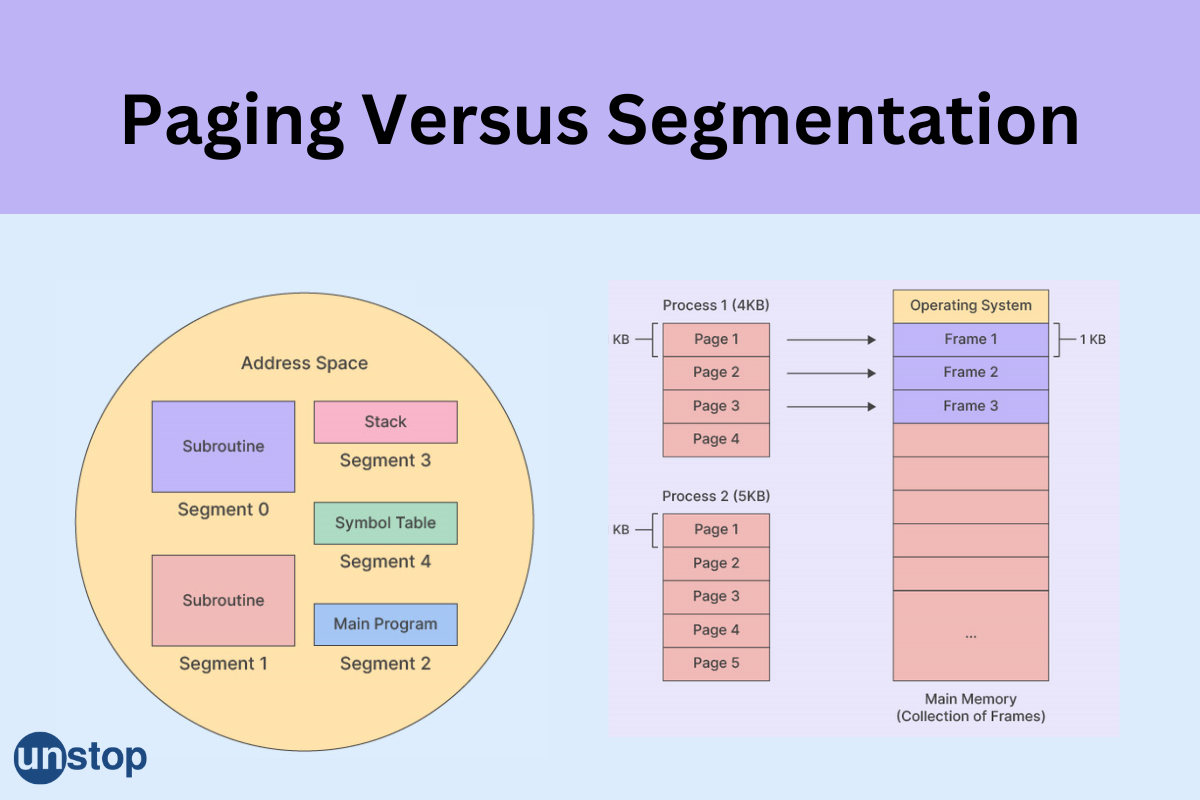 Paging Versus Segmentation
Address Space
Subroutine
Segment 0
Stack
Segment 3
Symbol Table
Segment 4
Subroutine
Segment 1
Main Program
Segment 2
Process 1 (4KB)
KB
Page 1
Page 2
Page 3
Page 4
Process 2 (5KB)
KB
Page 1
Page 2
Page 3
Page 4
Page 5
Operating System
Frame 1
1 KB
Frame 2
Frame 3
...
Main Memory
(Collection of Frames)
unstop